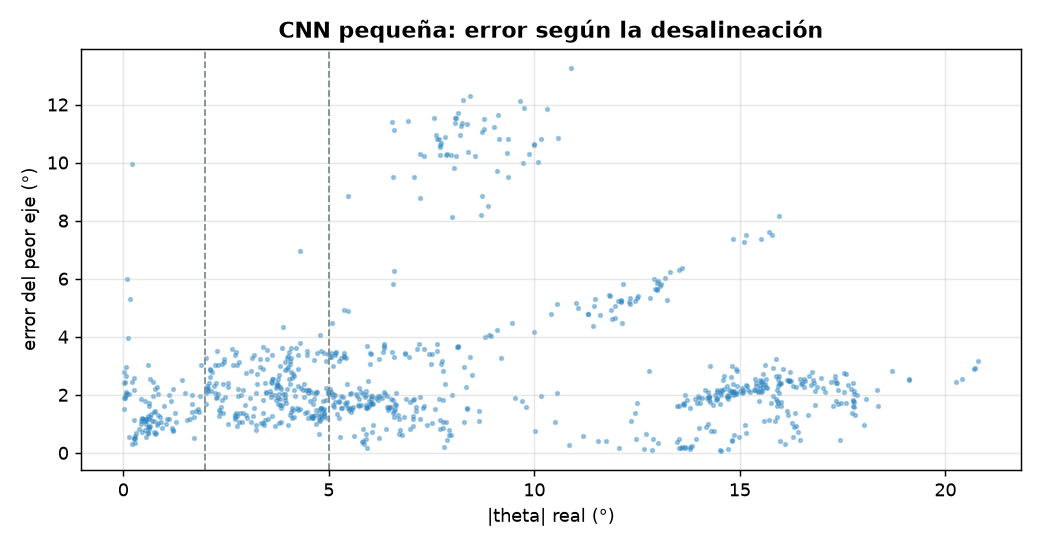 CNN pequeña: error según la desalineación
error del peor eje (°)
12
10
8
6
4
2
0
0 5 10 15 20
|theta| real (°)